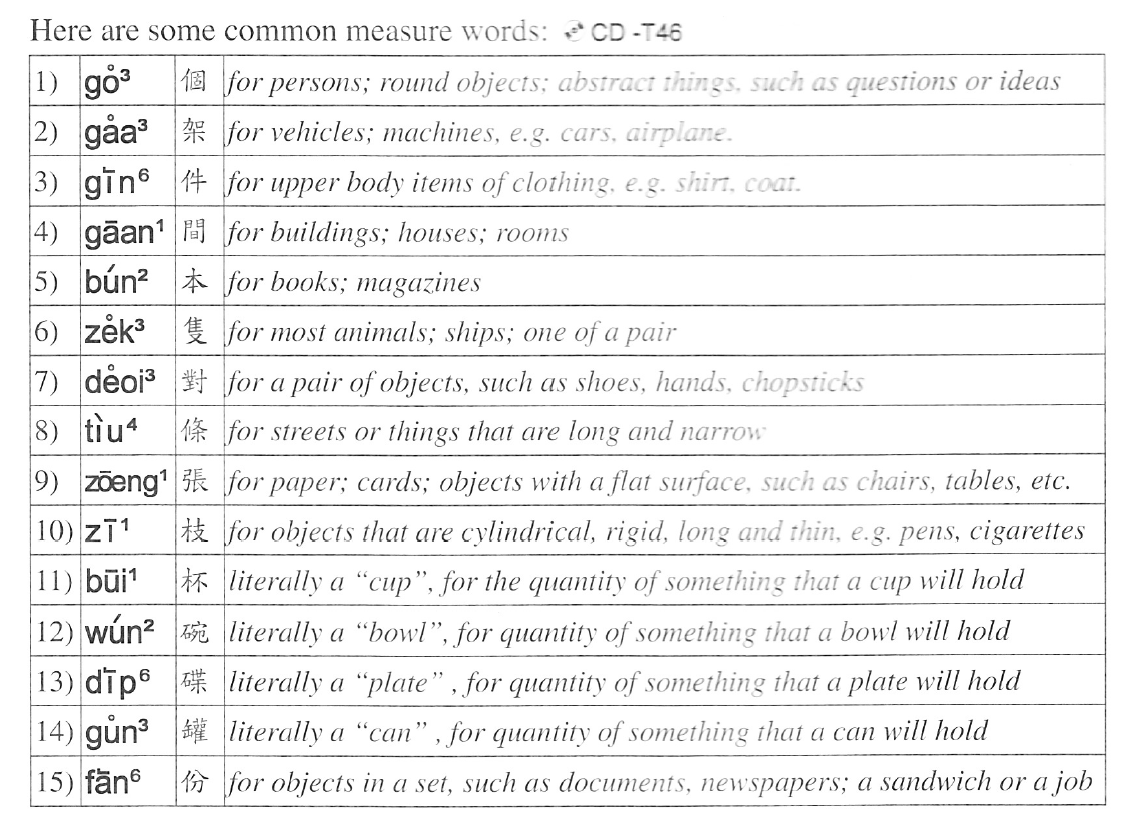 Here are some common measure words: CD -T46
1) go̊³ 個 for persons; round objects; abstract things, such as questions or ideas
2) gåa³ 架 for vehicles; machines, e.g. cars, airplane.
3) gīn⁶ 件 for upper body items of clothing, e.g. shirt, coat.
4) gāan¹ 間 for buildings; houses; rooms
5) bún² 本 for books; magazines
6) ze̊k³ 隻 for most animals; ships; one of a pair
7) de̊oi³ 對 for a pair of objects, such as shoes, hands, chopsticks
8) tìu⁴ 條 for streets or things that are long and narrow
9) zōeng¹ 張 for paper; cards; objects with a flat surface, such as chairs, tables, etc.
10) zī¹ 枝 for objects that are cylindrical, rigid, long and thin, e.g. pens, cigarettes
11) būi¹ 杯 literally a “cup”, for the quantity of something that a cup will hold
12) wún² 碗 literally a “bowl”, for quantity of something that a bowl will hold
13) dīp⁶ 碟 literally a “plate” , for quantity of something that a plate will hold
14) gůn³ 罐 literally a “can” , for quantity of something that a can will hold
15) fān⁶ 份 for objects in a set, such as documents, newspapers; a sandwich or a job